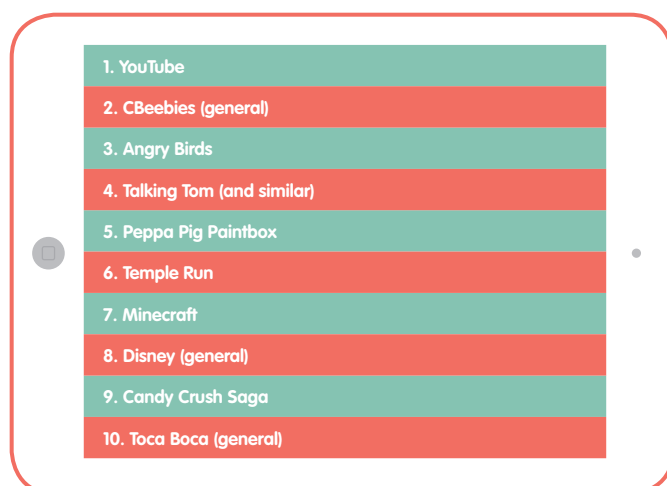 1. YouTube
2. CBeebies (general)
3. Angry Birds
4. Talking Tom (and similar)
5. Peppa Pig Paintbox
6. Temple Run
7. Minecraft
8. Disney (general)
9. Candy Crush Saga
10. Toca Boca (general)